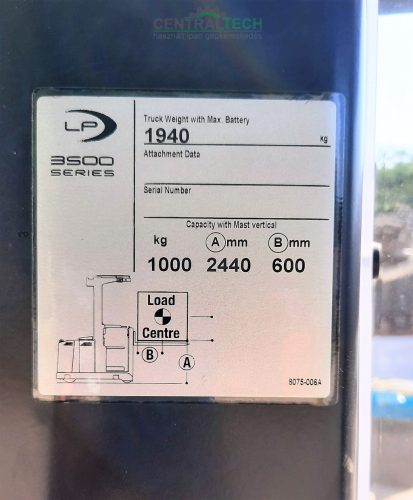 CENTRALTECH
használt ipari gépkereskedés
LP
3500
SERIES
Truck Weight with Max. Battery
1940 kg
Attachment Data
Serial Number
Capacity with Mast vertical
kg A mm B mm
1000 2440 600
Load
Centre
B
A
8075-006A